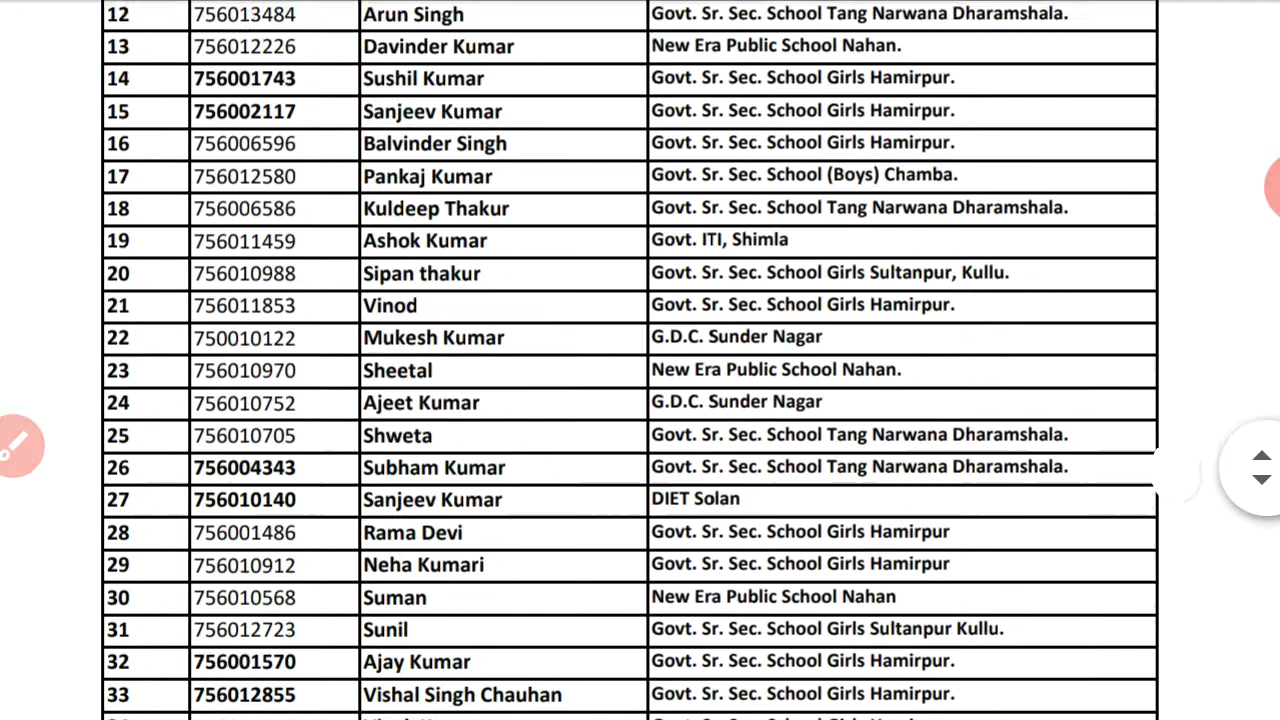 12 756013484 Arun Singh Govt. Sr. Sec. School Tang Narwana Dharamshala.
13 756012226 Davinder Kumar New Era Public School Nahan.
14 756001743 Sushil Kumar Govt. Sr. Sec. School Girls Hamirpur.
15 756002117 Sanjeev Kumar Govt. Sr. Sec. School Girls Hamirpur.
16 756006596 Balvinder Singh Govt. Sr. Sec. School Girls Hamirpur.
17 756012580 Pankaj Kumar Govt. Sr. Sec. School (Boys) Chamba.
18 756006586 Kuldeep Thakur Govt. Sr. Sec. School Tang Narwana Dharamshala.
19 756011459 Ashok Kumar Govt. ITI, Shimla
20 756010988 Sipan thakur Govt. Sr. Sec. School Girls Sultanpur, Kullu.
21 756011853 Vinod Govt. Sr. Sec. School Girls Hamirpur.
22 750010122 Mukesh Kumar G.D.C. Sunder Nagar
23 756010970 Sheetal New Era Public School Nahan.
24 756010752 Ajeet Kumar G.D.C. Sunder Nagar
25 756010705 Shweta Govt. Sr. Sec. School Tang Narwana Dharamshala.
26 756004343 Subham Kumar Govt. Sr. Sec. School Tang Narwana Dharamshala.
27 756010140 Sanjeev Kumar DIET Solan
28 756001486 Rama Devi Govt. Sr. Sec. School Girls Hamirpur
29 756010912 Neha Kumari Govt. Sr. Sec. School Girls Hamirpur
30 756010568 Suman New Era Public School Nahan
31 756012723 Sunil Govt. Sr. Sec. School Girls Sultanpur Kullu.
32 756001570 Ajay Kumar Govt. Sr. Sec. School Girls Hamirpur.
33 756012855 Vishal Singh Chauhan Govt. Sr. Sec. School Girls Hamirpur.